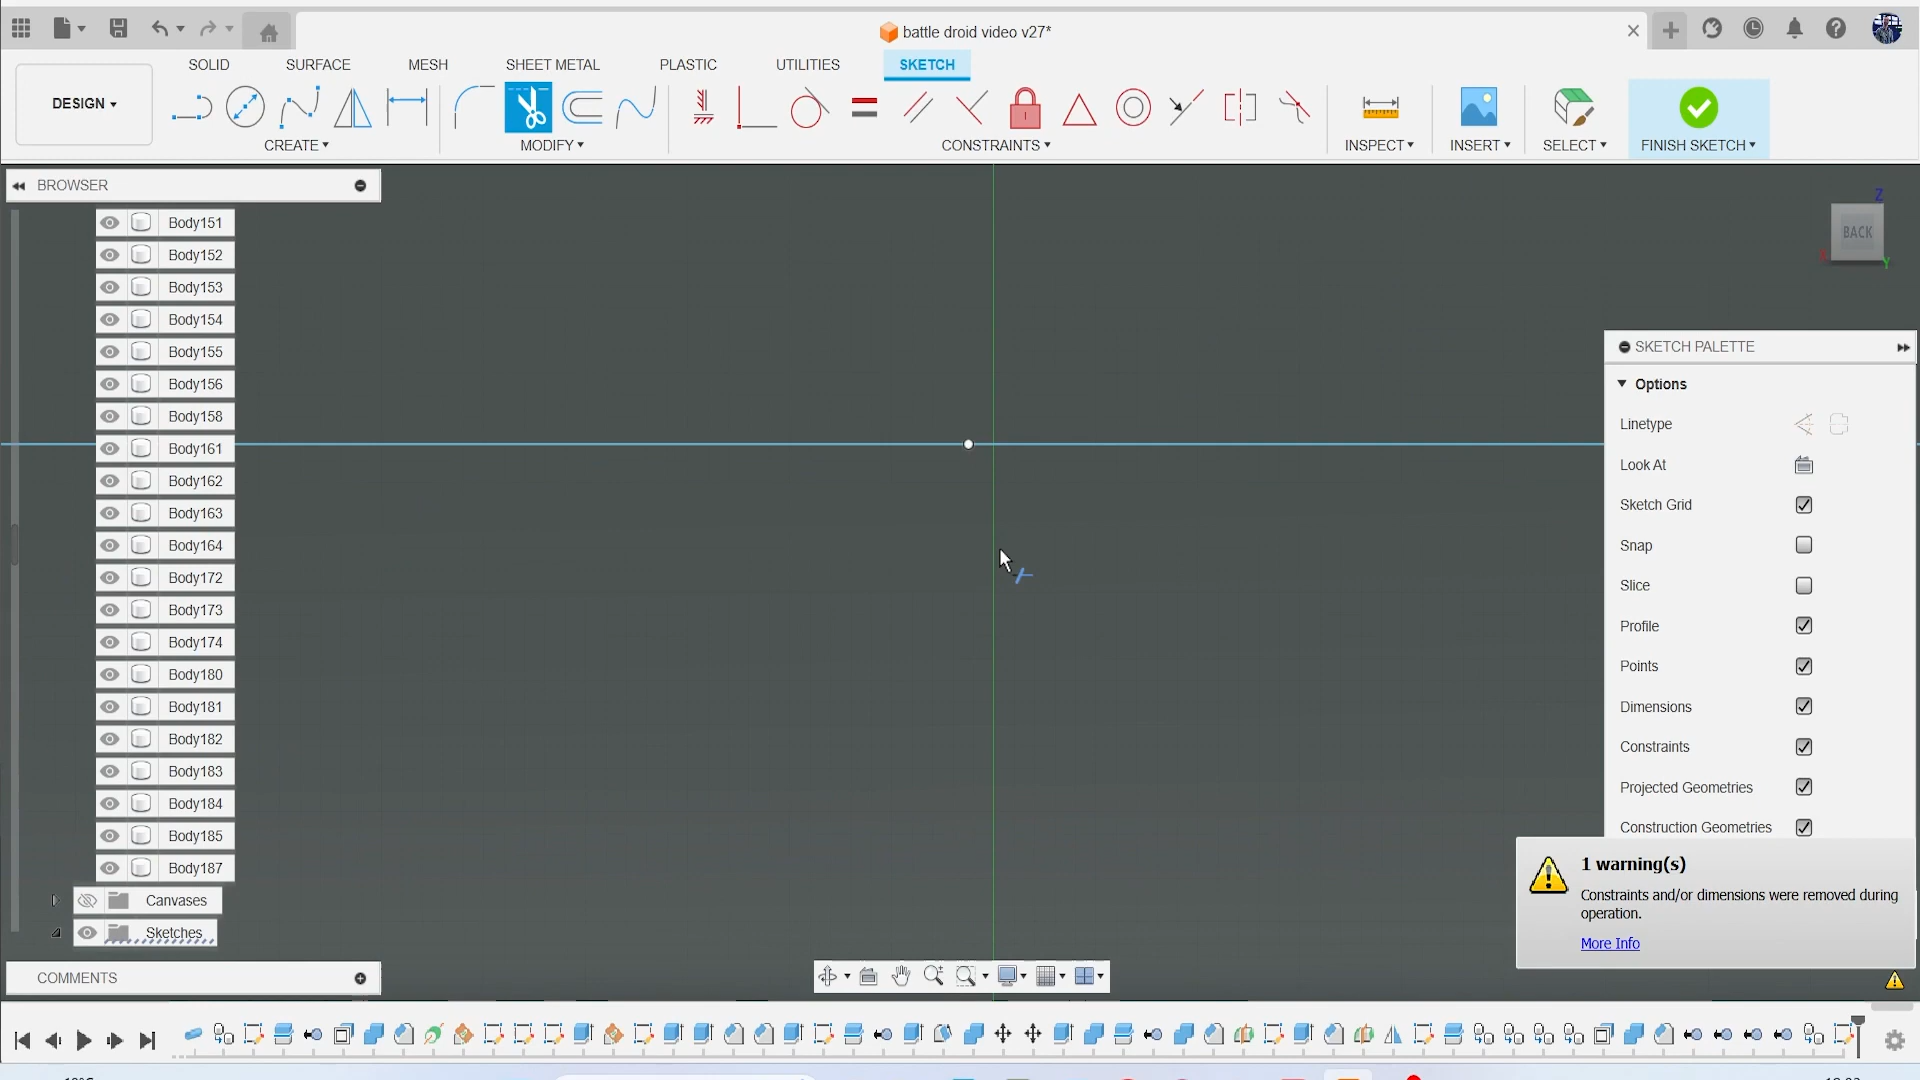 battle droid video v27*
SOLID SURFACE MESH SHEET METAL PLASTIC UTILITIES SKETCH
DESIGN
CREATE MODIFY CONSTRAINTS INSPECT INSERT SELECT FINISH SKETCH
BROWSER
Body151
Body152
Body153
Body154
Body155
Body156
Body158
Body161
Body162
Body163
Body164
Body172
Body173
Body174
Body180
Body181
Body182
Body183
Body184
Body185
Body187
Canvases
Sketches
COMMENTS
Z
BACK
Y
SKETCH PALETTE
Options
Linetype
Look At
Sketch Grid
Snap
Slice
Profile
Points
Dimensions
Constraints
Projected Geometries
Construction Geometries
1 warning(s)
Constraints and/or dimensions were removed during
operation.
More Info